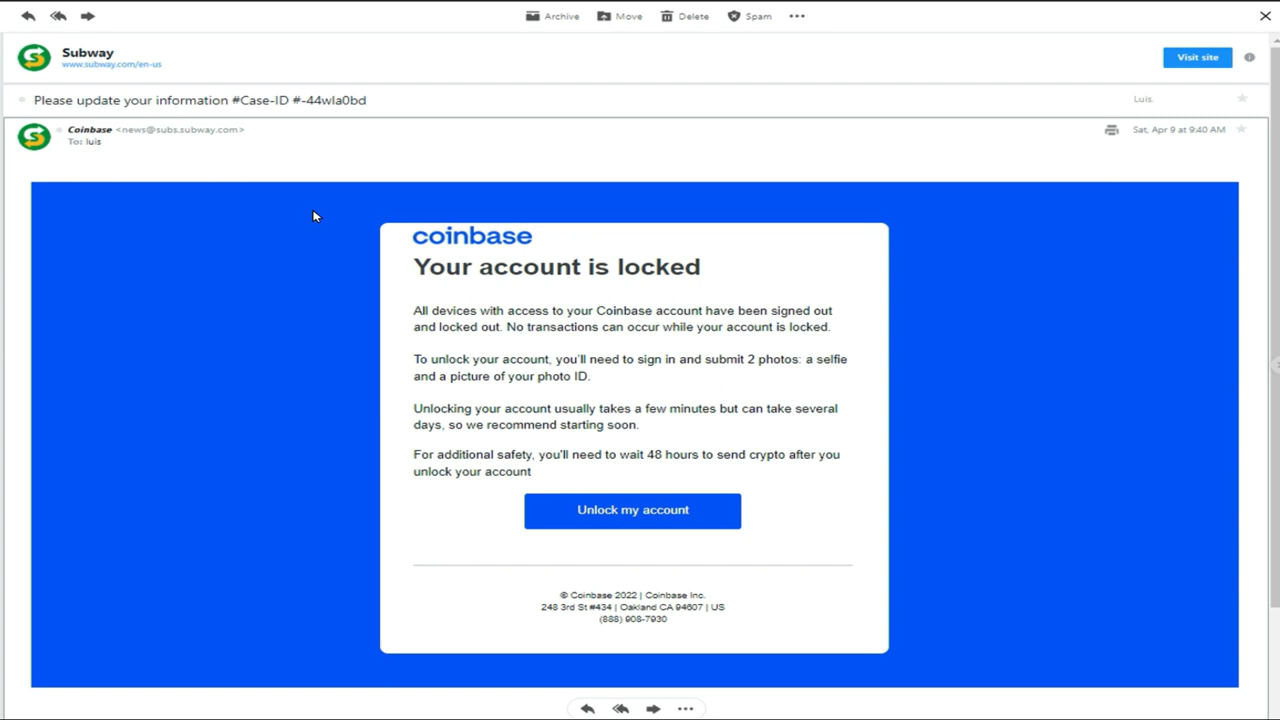 Archive Move Delete Spam
Subway
www.subway.com/en-us
Visit site
Please update your information #Case-ID #-44wla0bd
Luis.
Coinbase <news@subs.subway.com>
Sat, Apr 9 at 9:40 AM
To: luis
coinbase
Your account is locked
All devices with access to your Coinbase account have been signed out
and locked out. No transactions can occur while your account is locked.
To unlock your account, you'll need to sign in and submit 2 photos: a selfie
and a picture of your photo ID.
Unlocking your account usually takes a few minutes but can take several
days, so we recommend starting soon.
For additional safety, you'll need to wait 48 hours to send crypto after you
unlock your account
Unlock my account
© Coinbase 2022 | Coinbase Inc.
248 3rd St #434 | Oakland CA 94607 | US
(888) 908-7930